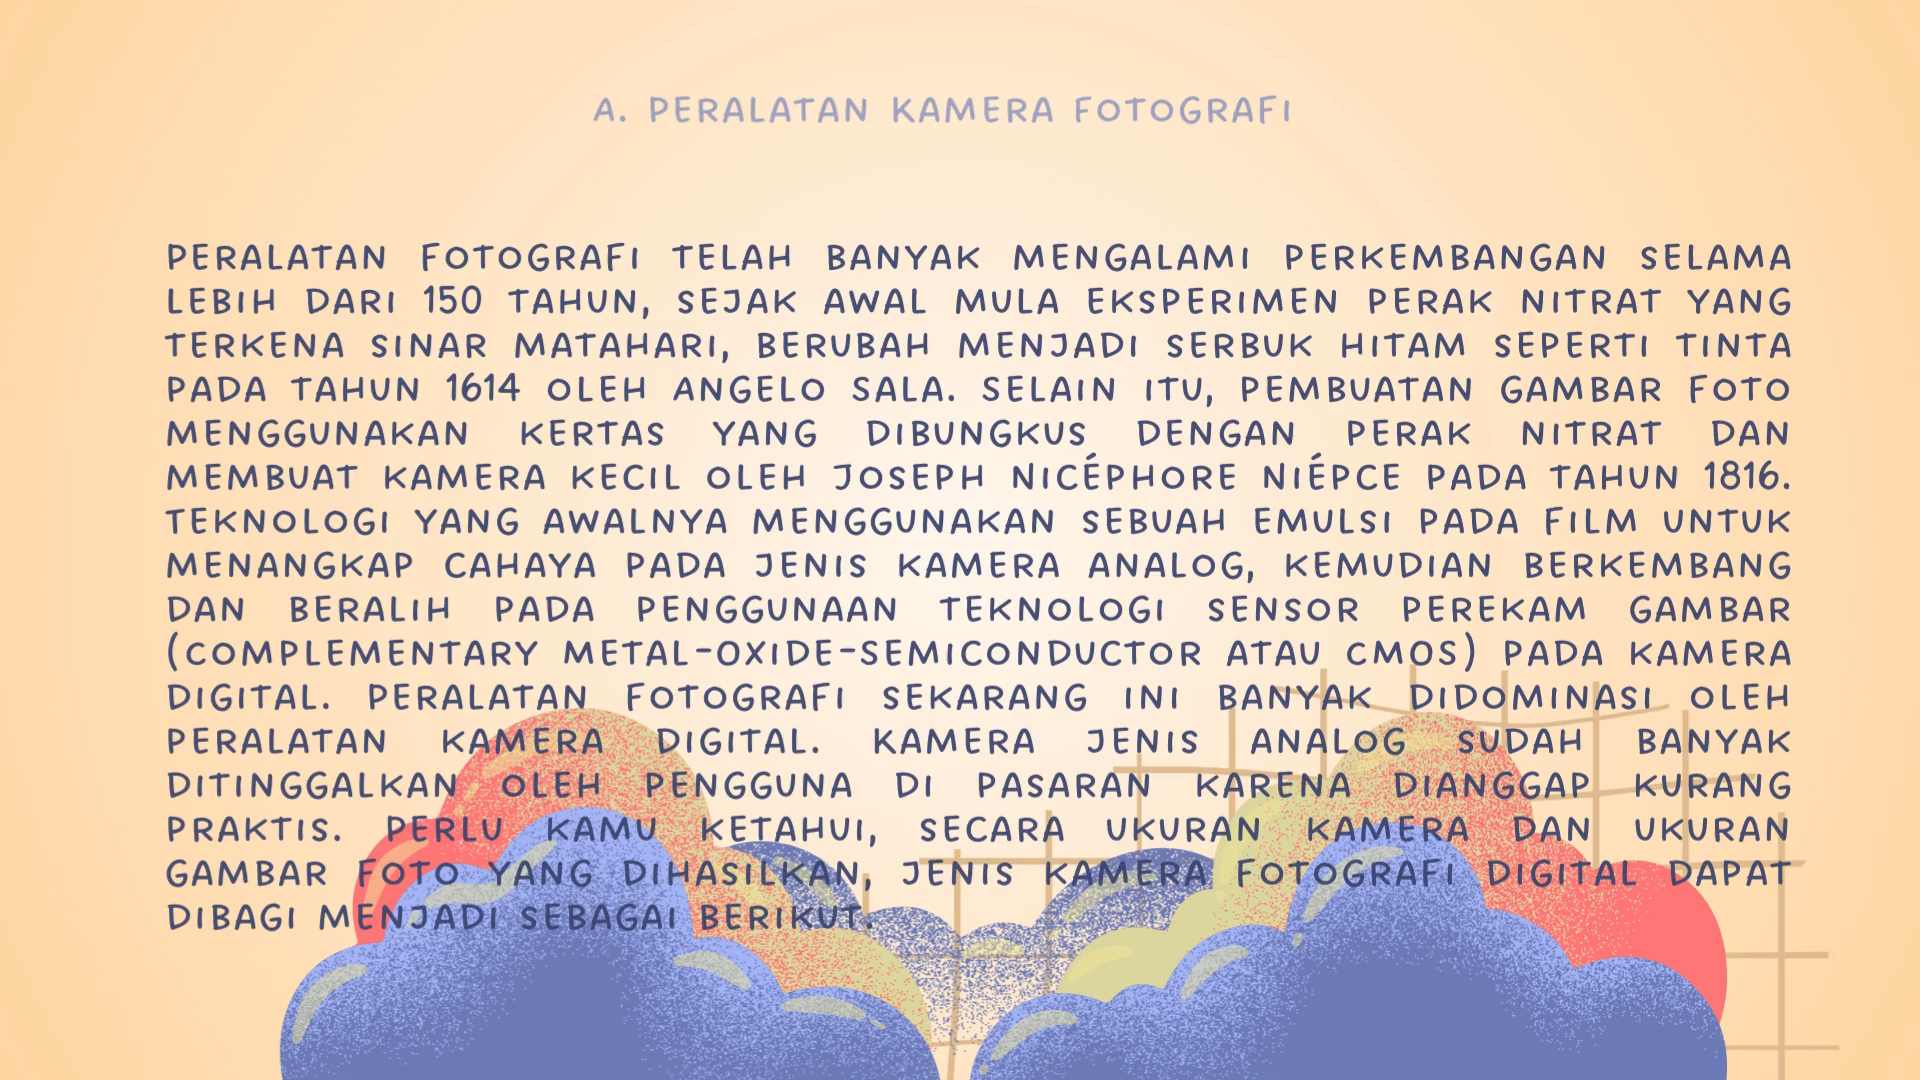 A. PERALATAN KAMERA FOTOGRAFI
PERALATAN FOTOGRAFI TELAH BANYAK MENGALAMI PERKEMBANGAN SELAMA
LEBIH DARI 150 TAHUN, SEJAK AWAL MULA EKSPERIMEN PERAK NITRAT YANG
TERKENA SINAR MATAHARI, BERUBAH MENJADI SERBUK HITAM SEPERTI TINTA
PADA TAHUN 1614 OLEH ANGELO SALA. SELAIN ITU, PEMBUATAN GAMBAR FOTO
MENGGUNAKAN KERTAS YANG DIBUNGKUS DENGAN PERAK NITRAT DAN
MEMBUAT KAMERA KECIL OLEH JOSEPH NICÉPHORE NIÉPCE PADA TAHUN 1816.
TEKNOLOGI YANG AWALNYA MENGGUNAKAN SEBUAH EMULSI PADA FILM UNTUK
MENANGKAP CAHAYA PADA JENIS KAMERA ANALOG, KEMUDIAN BERKEMBANG
DAN BERALIH PADA PENGGUNAAN TEKNOLOGI SENSOR PEREKAM GAMBAR
(COMPLEMENTARY METAL-OXIDE-SEMICONDUCTOR ATAU CMOS) PADA KAMERA
DIGITAL. PERALATAN FOTOGRAFI SEKARANG INI BANYAK DIDOMINASI OLEH
PERALATAN KAMERA DIGITAL. KAMERA JENIS ANALOG SUDAH BANYAK
DITINGGALKAN OLEH PENGGUNA DI PASARAN KARENA DIANGGAP KURANG
PRAKTIS. PERLU KAMU KETAHUI, SECARA UKURAN KAMERA DAN UKURAN
GAMBAR FOTO YANG DIHASILKAN, JENIS KAMERA FOTOGRAFI DIGITAL DAPAT
DIBAGI MENJADI SEBAGAI BERIKUT.